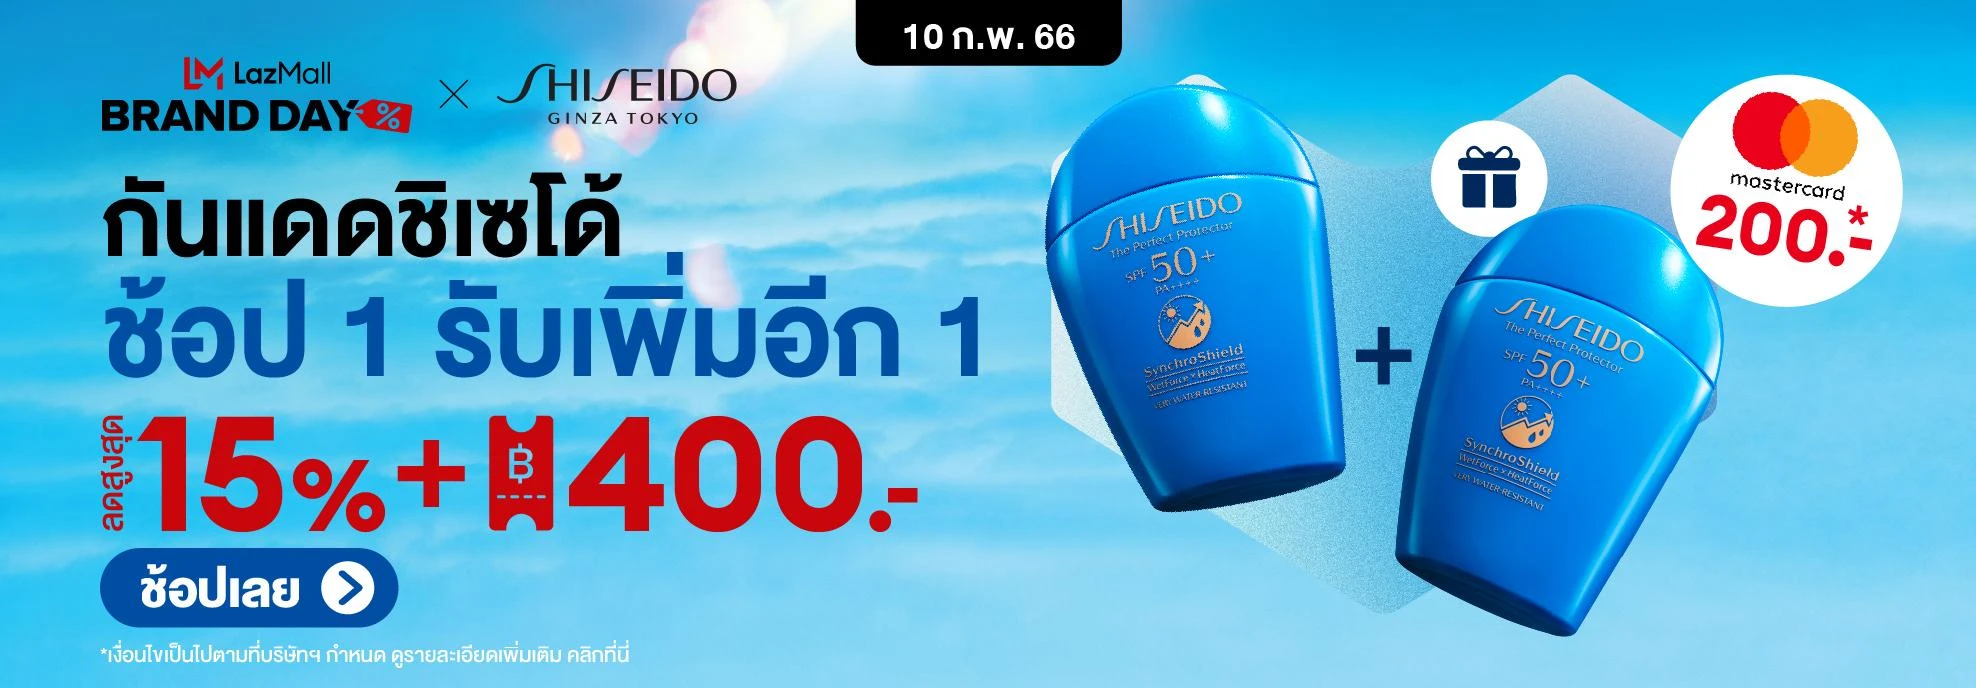 10 ก.พ. 66
LazMall
BRAND DAY %
× SHISEIDO
GINZA TOKYO
กันแดดชิเซโด้
ช้อป 1 รับเพิ่มอีก 1
ลดสูงสุด 15% + ฿ 400.-
ช้อปเลย
*เงื่อนไขเป็นไปตามที่บริษัทฯ กำหนด ดูรายละเอียดเพิ่มเติม คลิกที่นี่
SHISEIDO
The Perfect Protector
SPF 50+
PA++++
SynchroShield
WetForce × HeatForce
VERY WATER-RESISTANT
+
SHISEIDO
The Perfect Protector
SPF 50+
PA++++
SynchroShield
WetForce × HeatForce
VERY WATER-RESISTANT
mastercard
200.-*